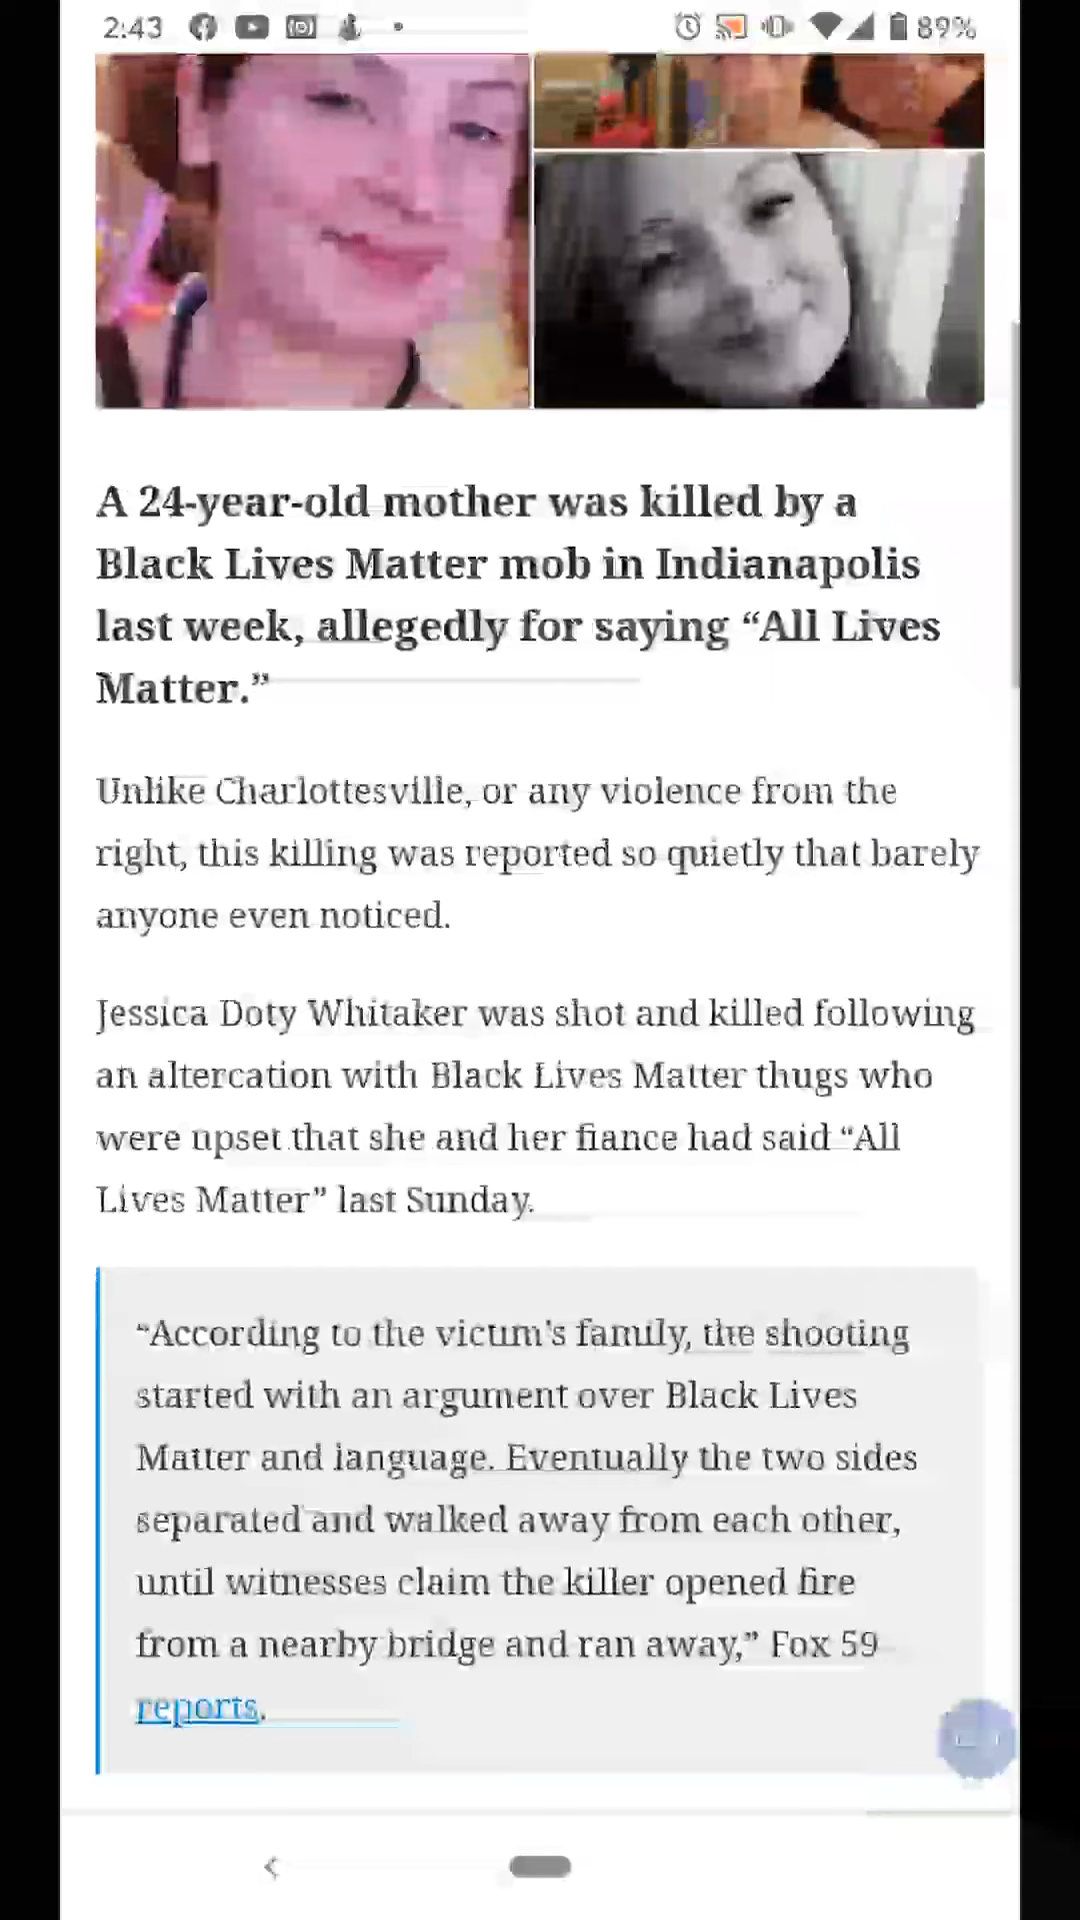 2:43
89%
A 24-year-old mother was killed by a
Black Lives Matter mob in Indianapolis
last week, allegedly for saying “All Lives
Matter.”
Unlike Charlottesville, or any violence from the
right, this killing was reported so quietly that barely
anyone even noticed.
Jessica Doty Whitaker was shot and killed following
an altercation with Black Lives Matter thugs who
were upset that she and her fiance had said “All
Lives Matter” last Sunday.
“According to the victim's family, the shooting
started with an argument over Black Lives
Matter and language. Eventually the two sides
separated and walked away from each other,
until witnesses claim the killer opened fire
from a nearby bridge and ran away,” Fox 59
reports.